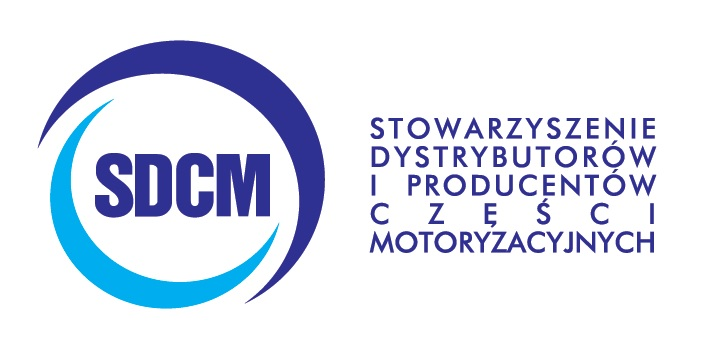 SDCM
STOWARZYSZENIE
DYSTRYBUTORÓW
I PRODUCENTÓW
CZĘŚCI
MOTORYZACYJNYCH